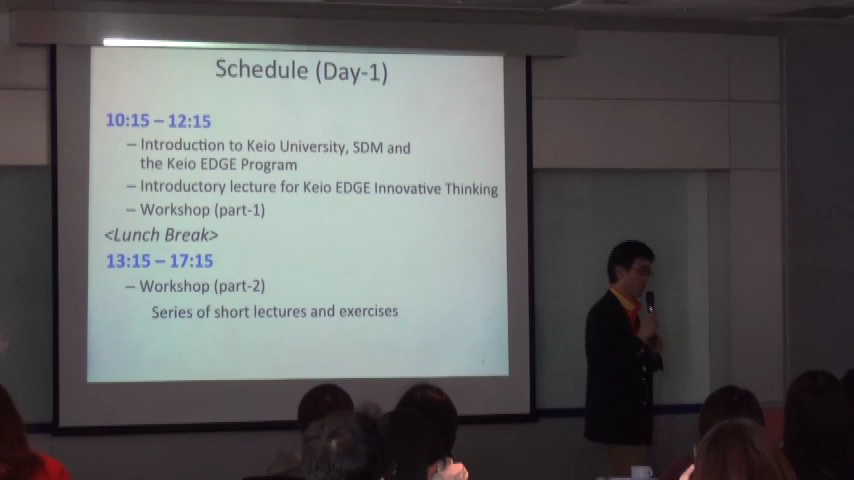 Schedule (Day-1)
10:15 – 12:15
– Introduction to Keio University, SDM and
the Keio EDGE Program
– Introductory lecture for Keio EDGE Innovative Thinking
– Workshop (part-1)
<Lunch Break>
13:15 – 17:15
– Workshop (part-2)
Series of short lectures and exercises